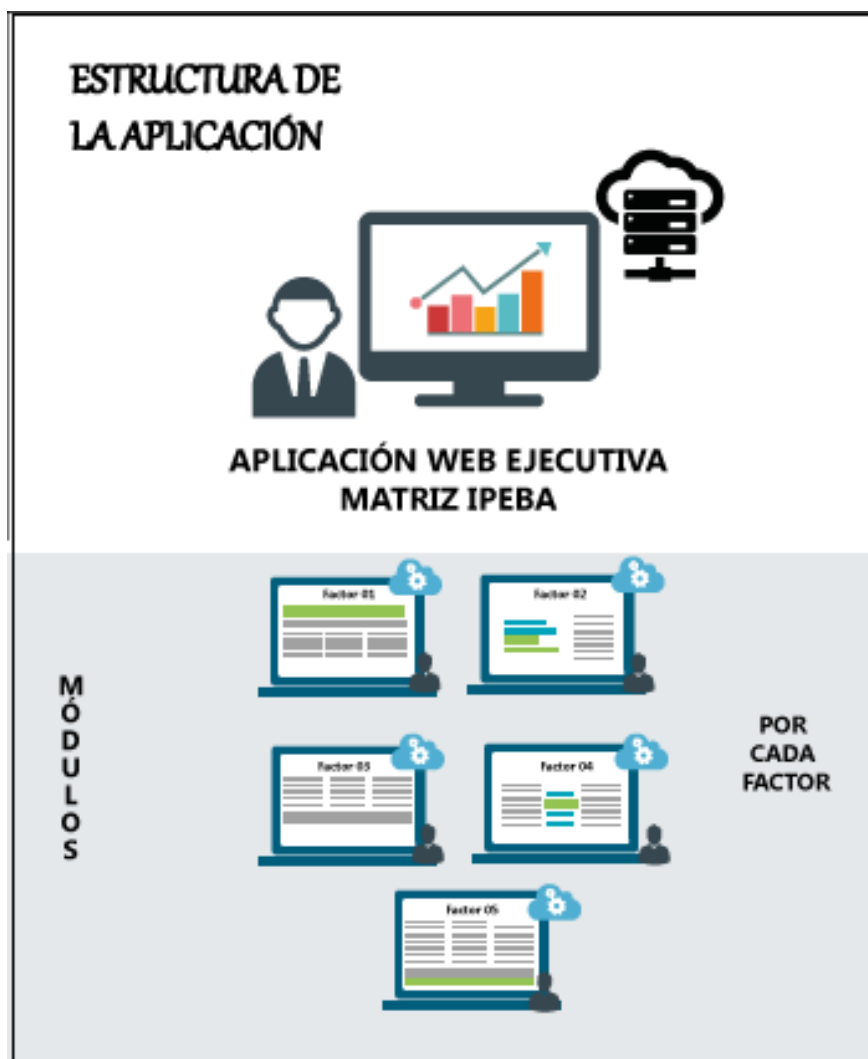 ESTRUCTURA DE
LA APLICACIÓN
APLICACIÓN WEB EJECUTIVA
MATRIZ IPEBA
Factor 01
Factor 02
MÓDULOS
POR
CADA
FACTOR
Factor 03
Factor 04
Factor 05